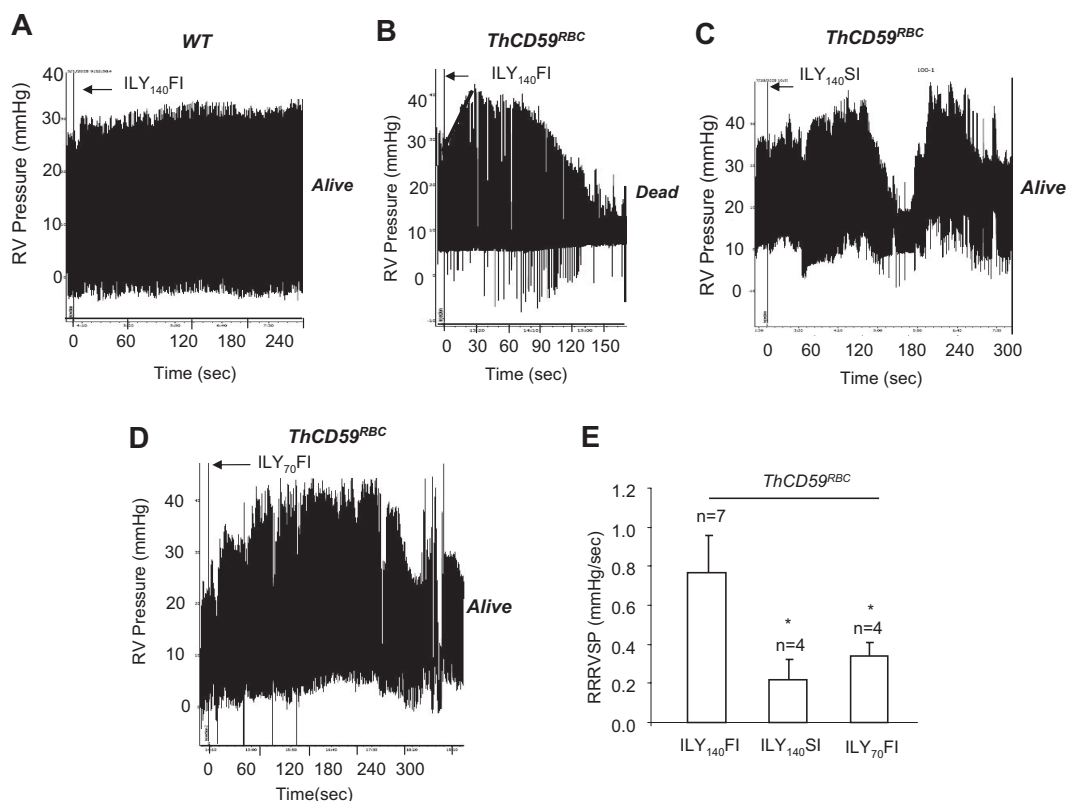 A
WT
ILY140FI
RV Pressure (mmHg)
40
30
20
10
0
0 60 120 180 240
Time (sec)
Alive
B
ThCD59RBC
ILY140FI
RV Pressure (mmHg)
40
30
20
10
0
0 30 60 90 120 150
Time (sec)
Dead
C
ThCD59RBC
ILY140SI
100-1
RV Pressure (mmHg)
40
30
20
10
0
0 60 120 180 240 300
Time (sec)
Alive
D
ThCD59RBC
ILY70FI
RV Pressure (mmHg)
40
30
20
10
0
0 60 120 180 240 300
Time(sec)
Alive
E
ThCD59RBC
RRRVSP (mmHg/sec)
1.2
1.0
0.8
0.6
0.4
0.2
0.0
n=7
*
n=4
*
n=4
ILY140FI ILY140SI ILY70FI